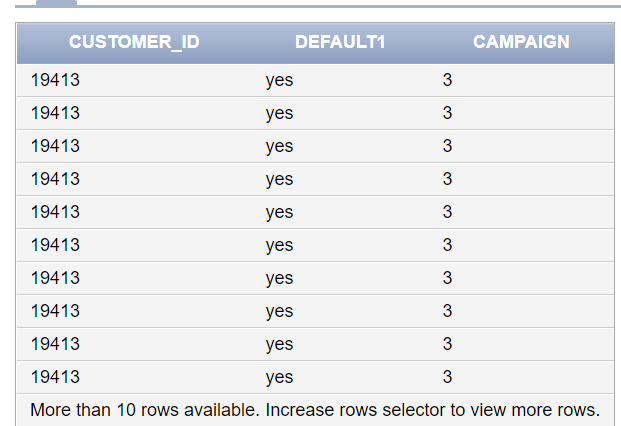 CUSTOMER_ID DEFAULT1 CAMPAIGN
19413 yes 3
19413 yes 3
19413 yes 3
19413 yes 3
19413 yes 3
19413 yes 3
19413 yes 3
19413 yes 3
19413 yes 3
19413 yes 3
More than 10 rows available. Increase rows selector to view more rows.